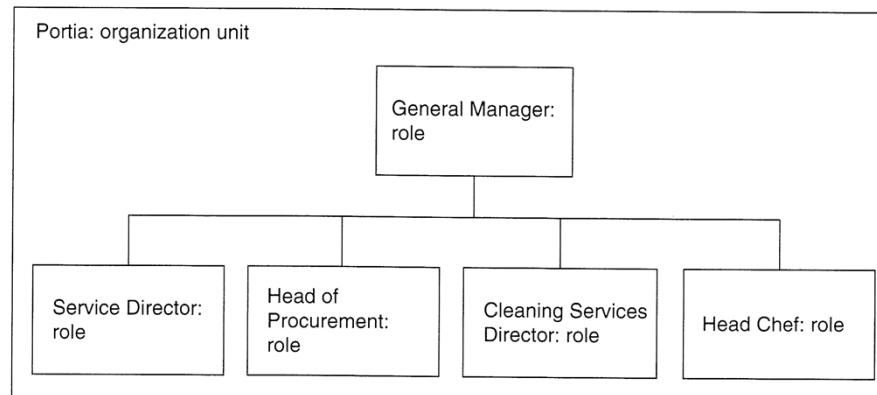 Portia: organization unit
General Manager:
role
Service Director:
role
Head of
Procurement:
role
Cleaning Services
Director: role
Head Chef: role